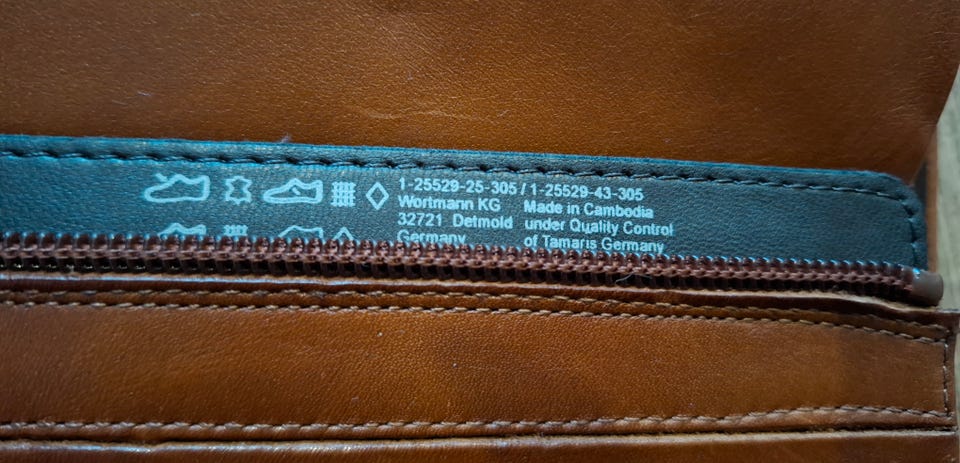 1-25529-25-305 / 1-25529-43-305
Wortmann KG Made in Cambodia
32721 Detmold under Quality Control
Germany of Tamaris Germany